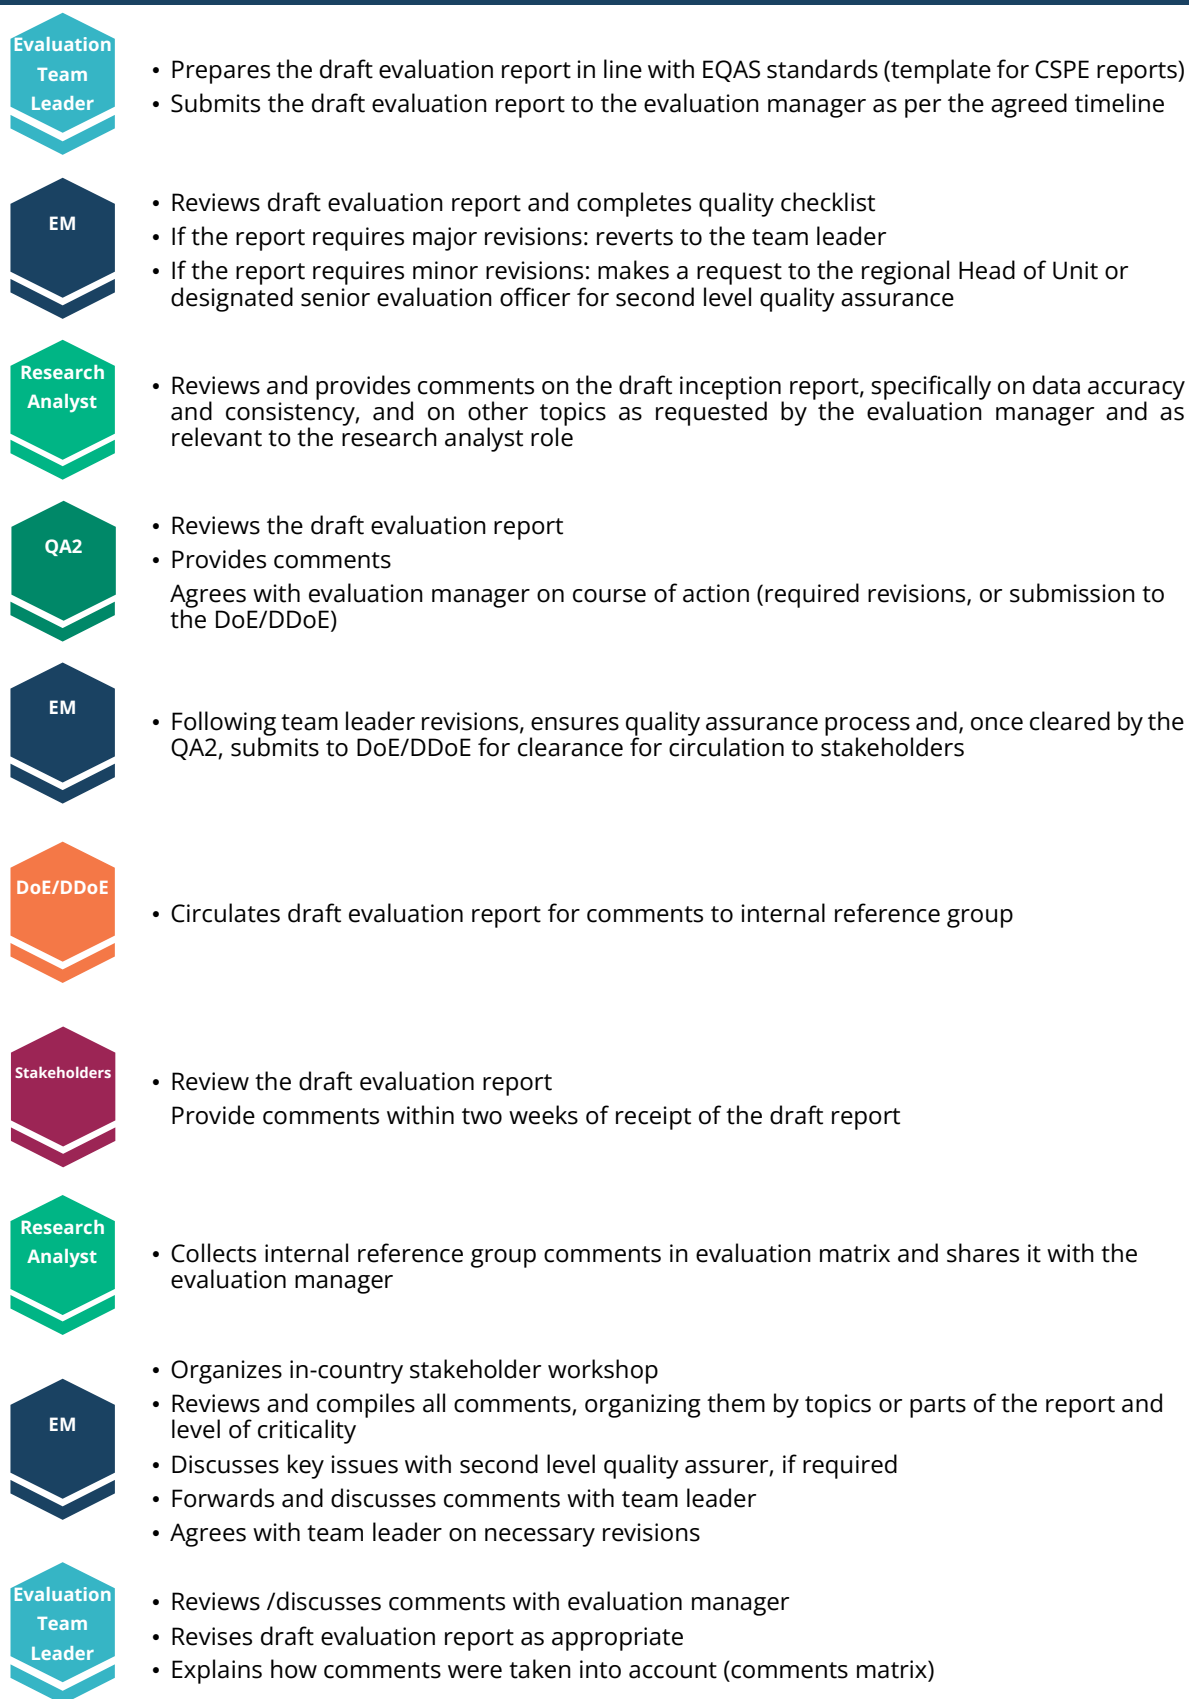 Evaluation
Team
Leader
• Prepares the draft evaluation report in line with EQAS standards (template for CSPE reports)
• Submits the draft evaluation report to the evaluation manager as per the agreed timeline
EM
• Reviews draft evaluation report and completes quality checklist
• If the report requires major revisions: reverts to the team leader
• If the report requires minor revisions: makes a request to the regional Head of Unit or
designated senior evaluation officer for second level quality assurance
Research
Analyst
• Reviews and provides comments on the draft inception report, specifically on data accuracy
and consistency, and on other topics as requested by the evaluation manager and as
relevant to the research analyst role
QA2
• Reviews the draft evaluation report
• Provides comments
Agrees with evaluation manager on course of action (required revisions, or submission to
the DoE/DDoE)
EM
• Following team leader revisions, ensures quality assurance process and, once cleared by the
QA2, submits to DoE/DDoE for clearance for circulation to stakeholders
DoE/DDoE
• Circulates draft evaluation report for comments to internal reference group
Stakeholders
• Review the draft evaluation report
Provide comments within two weeks of receipt of the draft report
Research
Analyst
• Collects internal reference group comments in evaluation matrix and shares it with the
evaluation manager
EM
• Organizes in-country stakeholder workshop
• Reviews and compiles all comments, organizing them by topics or parts of the report and
level of criticality
• Discusses key issues with second level quality assurer, if required
• Forwards and discusses comments with team leader
• Agrees with team leader on necessary revisions
Evaluation
Team
Leader
• Reviews /discusses comments with evaluation manager
• Revises draft evaluation report as appropriate
• Explains how comments were taken into account (comments matrix)